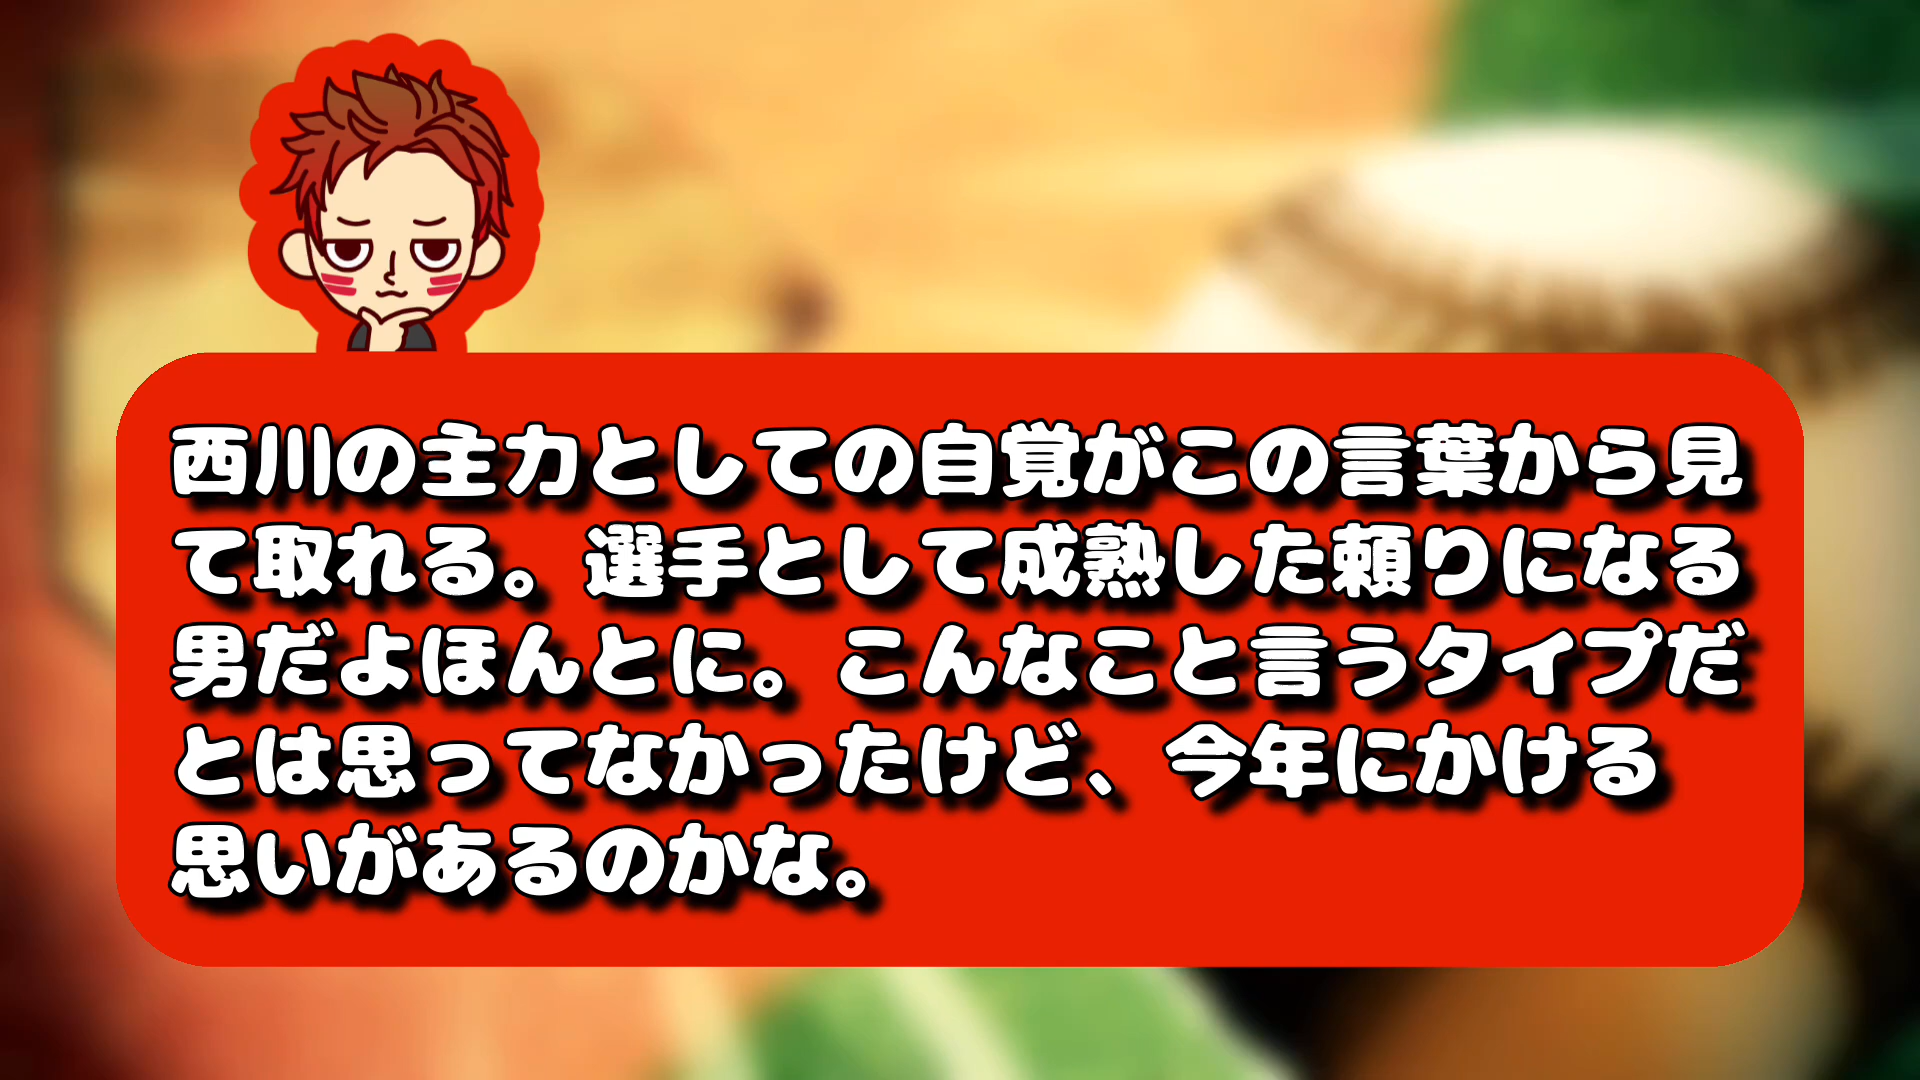 西川の主力としての自覚がこの言葉から見
て取れる。選手として成熟した頼りになる
男だよほんとに。こんなこと言うタイプだ
とは思ってなかったけど、今年にかける
思いがあるのかな。